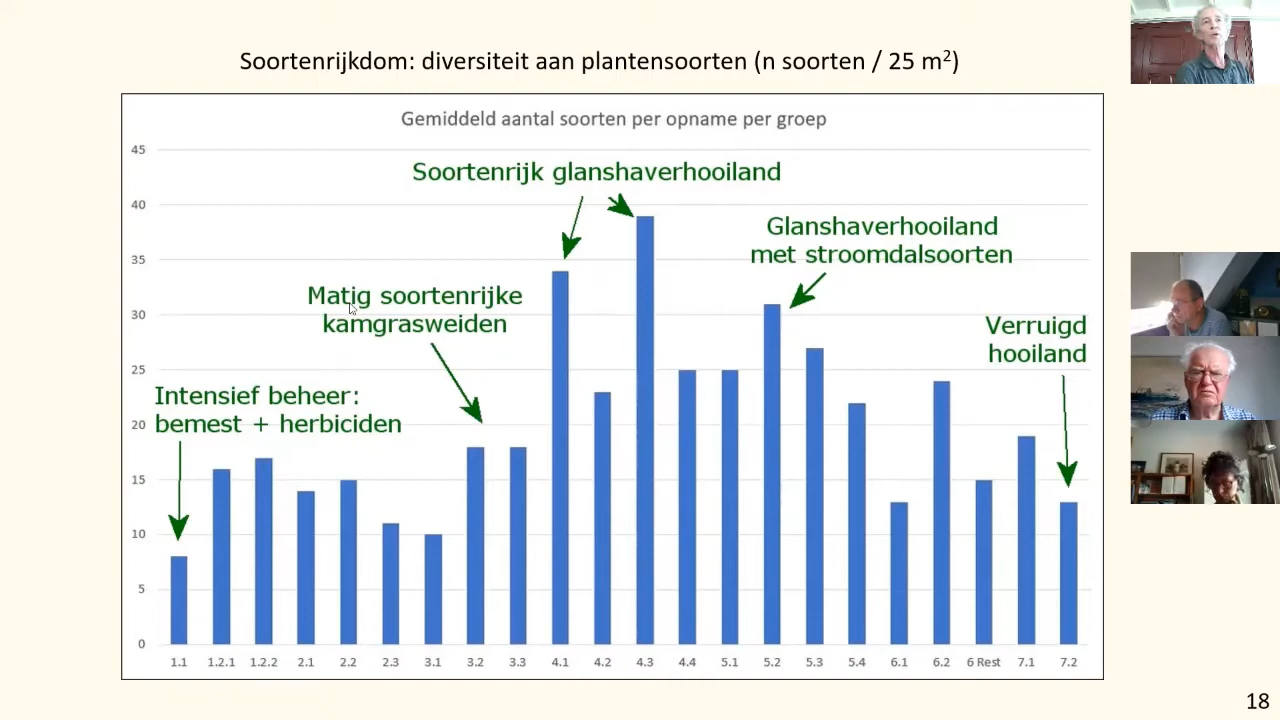 Soortenrijkdom: diversiteit aan plantensoorten (n soorten / 25 m²)
Gemiddeld aantal soorten per opname per groep
45
40
35
30
25
20
15
10
5
0
Soortenrijk glanshaverhooiland
Glanshaverhooiland
met stroomdalsoorten
Matig soortenrijke
kamgrasweiden
Verruigd
hooiland
Intensief beheer:
bemest + herbiciden
1.1 1.2.1 1.2.2 2.1 2.2 2.3 3.1 3.2 3.3 4.1 4.2 4.3 4.4 5.1 5.2 5.3 5.4 6.1 6.2 6 Rest 7.1 7.2
18